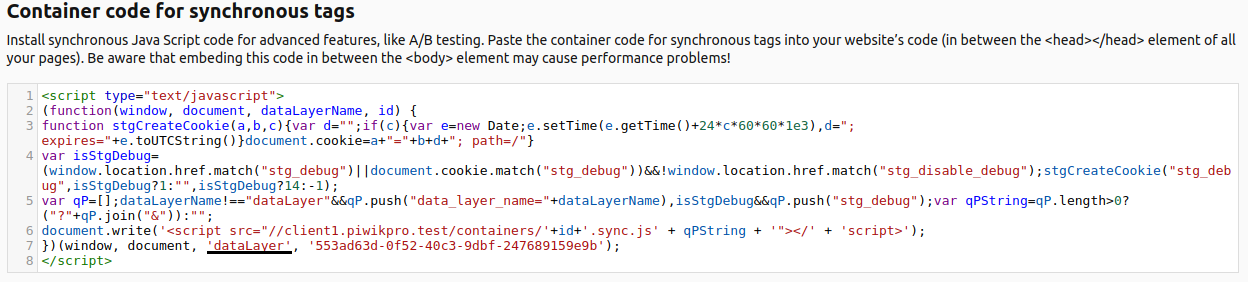 Container code for synchronous tags
Install synchronous Java Script code for advanced features, like A/B testing. Paste the container code for synchronous tags into your website's code (in between the <head></head> element of all
your pages). Be aware that embeding this code in between the <body> element may cause performance problems!
1 <script type="text/javascript">
2 (function(window, document, dataLayerName, id) {
3 function stgCreateCookie(a,b,c){var d="";if(c){var e=new Date;e.setTime(e.getTime()+24*c*60*60*1e3),d=";
expires="+e.toUTCString()}document.cookie=a+"="+b+d+"; path=/"}
4 var isStgDebug=
(window.location.href.match("stg_debug")||document.cookie.match("stg_debug"))&&!window.location.href.match("stg_disable_debug");stgCreateCookie("stg_deb
ug",isStgDebug?1:"",isStgDebug?14:-1);
5 var qP=[];dataLayerName!=="dataLayer"&&qP.push("data_layer_name="+dataLayerName),isStgDebug&&qP.push("stg_debug");var qPString=qP.length>0?
("?"+qP.join("&")):"";
6 document.write('<script src="//client1.piwikpro.test/containers/'+id+'.sync.js' + qPString + '"></' + 'script>');
7 })(window, document, 'dataLayer', '553ad63d-0f52-40c3-9dbf-247689159e9b');
8 </script>